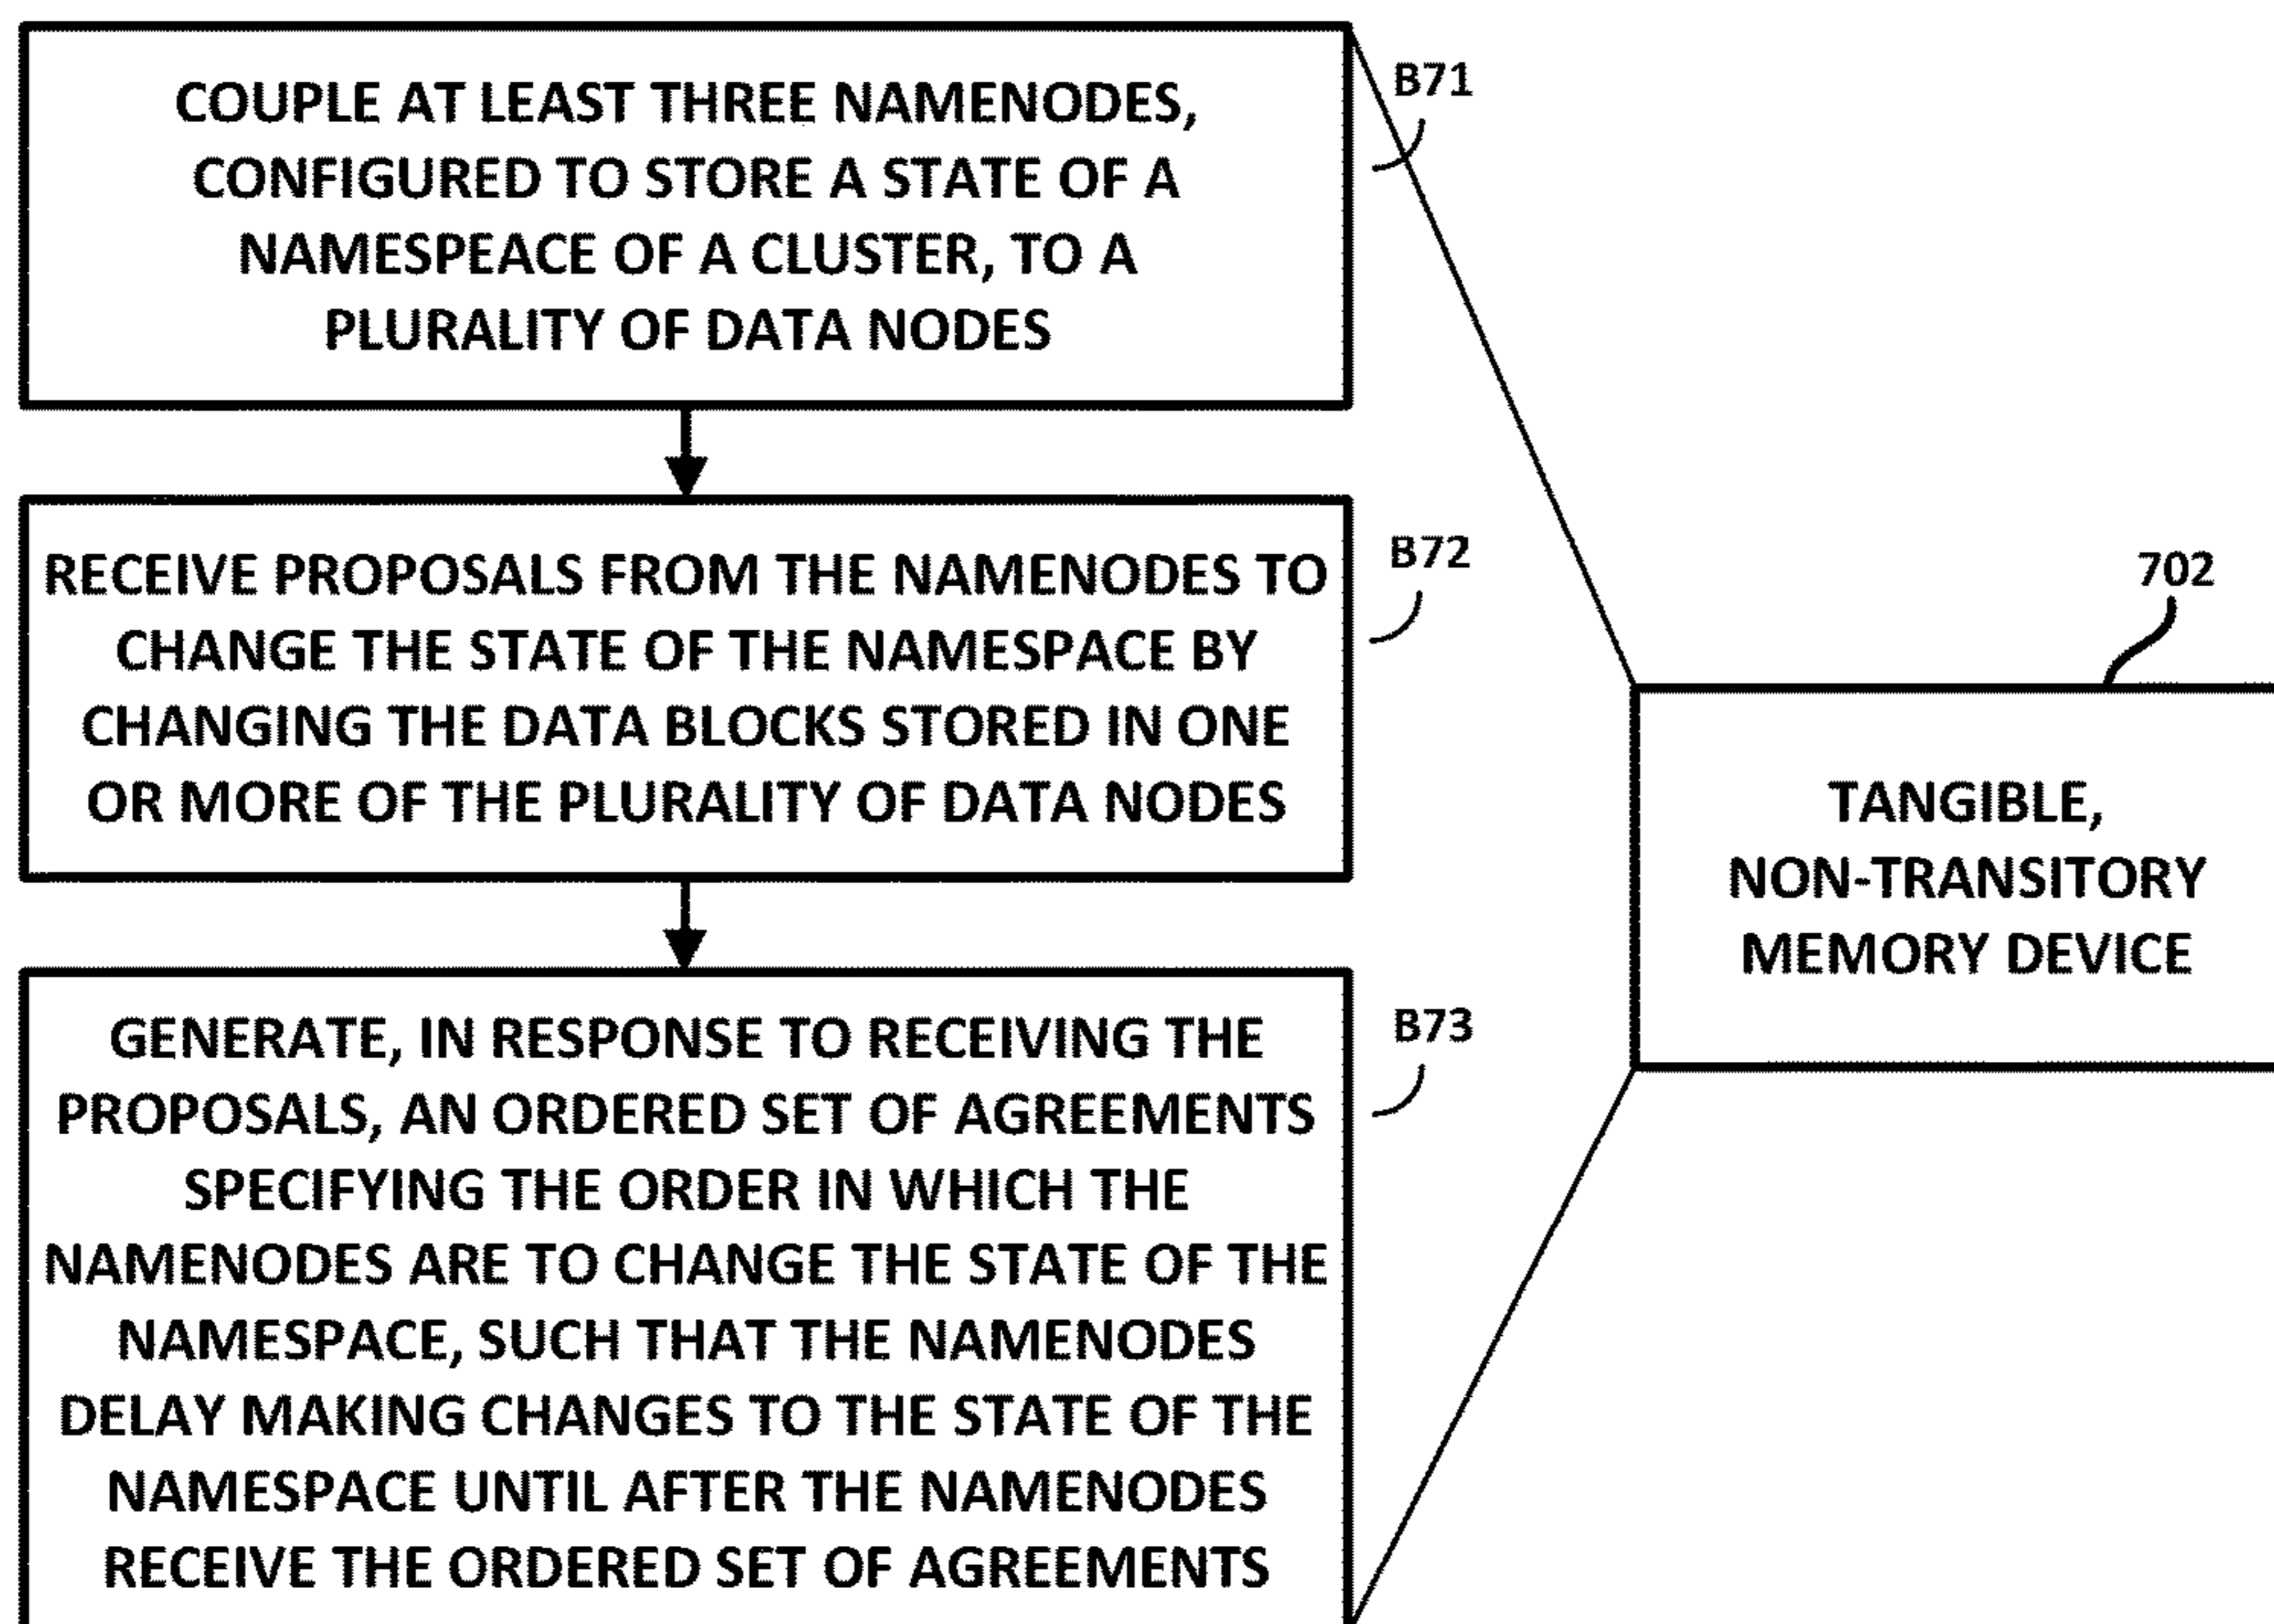 COUPLE AT LEAST THREE NAMENODES,
CONFIGURED TO STORE A STATE OF A
NAMESPEACE OF A CLUSTER, TO A
PLURALITY OF DATA NODES
B71
RECEIVE PROPOSALS FROM THE NAMENODES TO
CHANGE THE STATE OF THE NAMESPACE BY
CHANGING THE DATA BLOCKS STORED IN ONE
OR MORE OF THE PLURALITY OF DATA NODES
B72
GENERATE, IN RESPONSE TO RECEIVING THE
PROPOSALS, AN ORDERED SET OF AGREEMENTS
SPECIFYING THE ORDER IN WHICH THE
NAMENODES ARE TO CHANGE THE STATE OF THE
NAMESPACE, SUCH THAT THE NAMENODES
DELAY MAKING CHANGES TO THE STATE OF THE
NAMESPACE UNTIL AFTER THE NAMENODES
RECEIVE THE ORDERED SET OF AGREEMENTS
B73
702
TANGIBLE,
NON-TRANSITORY
MEMORY DEVICE